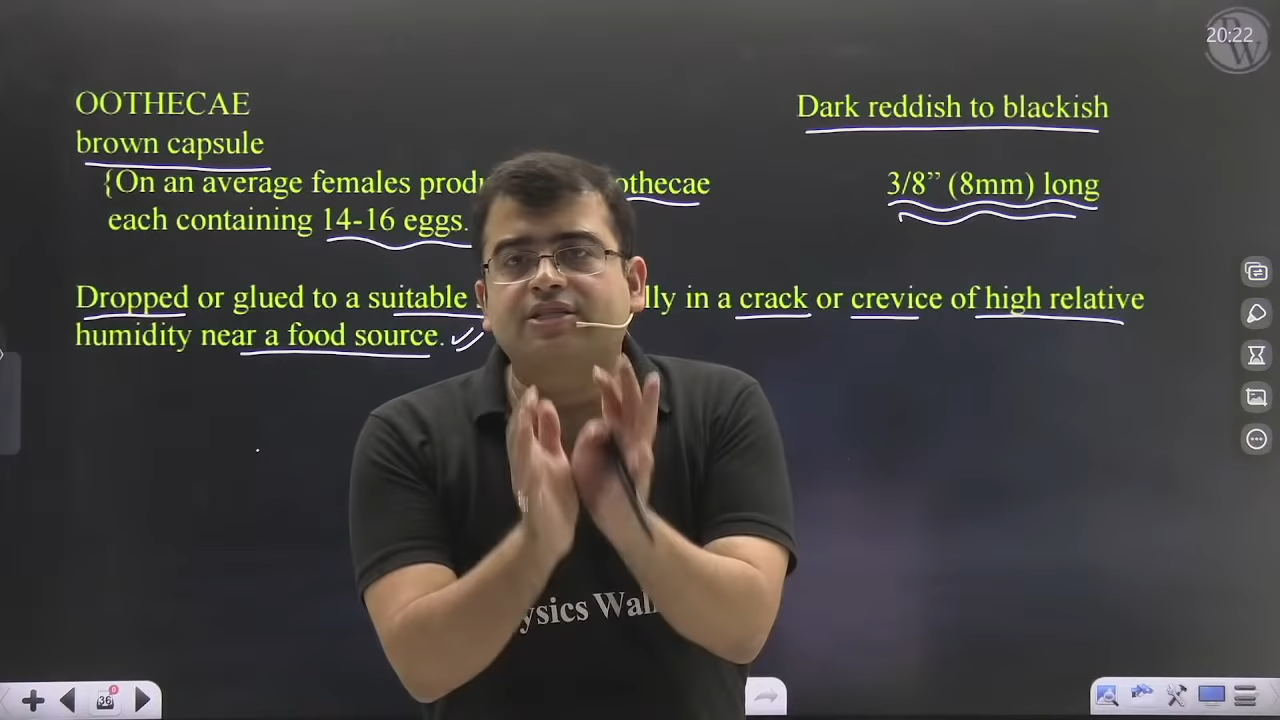 20:22
OOTHECAE
Dark reddish to blackish
brown capsule
{On an average females othecae
3/8” (8mm) long
each containing 14-16 eggs.
Dropped or glued to a suitable lly in a crack or crevice of high relative
humidity near a food source.
ysics Wal
36